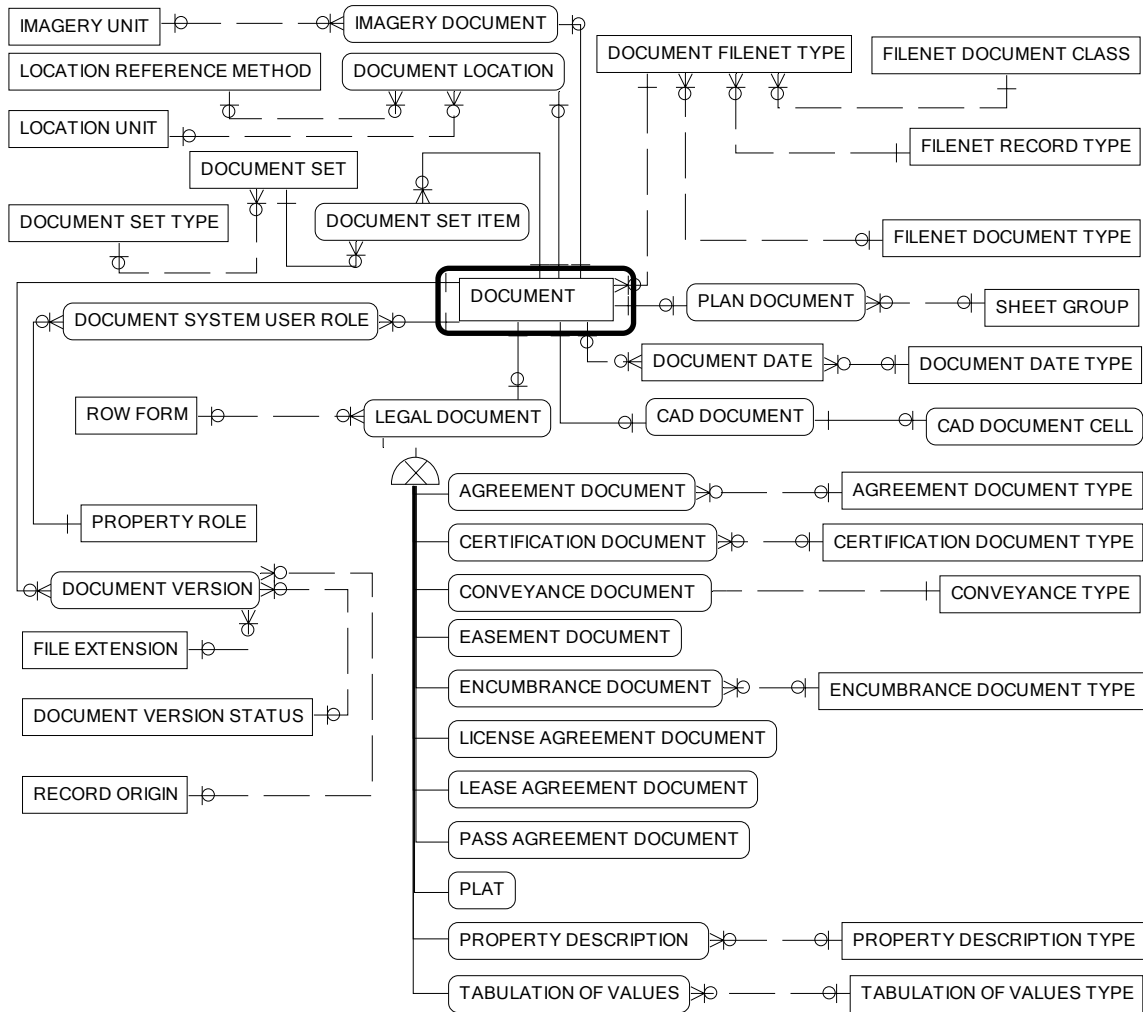 IMAGERY UNIT
IMAGERY DOCUMENT
LOCATION REFERENCE METHOD
DOCUMENT LOCATION
DOCUMENT FILENET TYPE
FILENET DOCUMENT CLASS
LOCATION UNIT
FILENET RECORD TYPE
DOCUMENT SET
DOCUMENT SET TYPE
DOCUMENT SET ITEM
FILENET DOCUMENT TYPE
DOCUMENT
PLAN DOCUMENT
SHEET GROUP
DOCUMENT SYSTEM USER ROLE
DOCUMENT DATE
DOCUMENT DATE TYPE
ROW FORM
LEGAL DOCUMENT
CAD DOCUMENT
CAD DOCUMENT CELL
AGREEMENT DOCUMENT
AGREEMENT DOCUMENT TYPE
PROPERTY ROLE
CERTIFICATION DOCUMENT
CERTIFICATION DOCUMENT TYPE
DOCUMENT VERSION
CONVEYANCE DOCUMENT
CONVEYANCE TYPE
FILE EXTENSION
EASEMENT DOCUMENT
ENCUMBRANCE DOCUMENT
ENCUMBRANCE DOCUMENT TYPE
DOCUMENT VERSION STATUS
LICENSE AGREEMENT DOCUMENT
RECORD ORIGIN
LEASE AGREEMENT DOCUMENT
PASS AGREEMENT DOCUMENT
PLAT
PROPERTY DESCRIPTION
PROPERTY DESCRIPTION TYPE
TABULATION OF VALUES
TABULATION OF VALUES TYPE